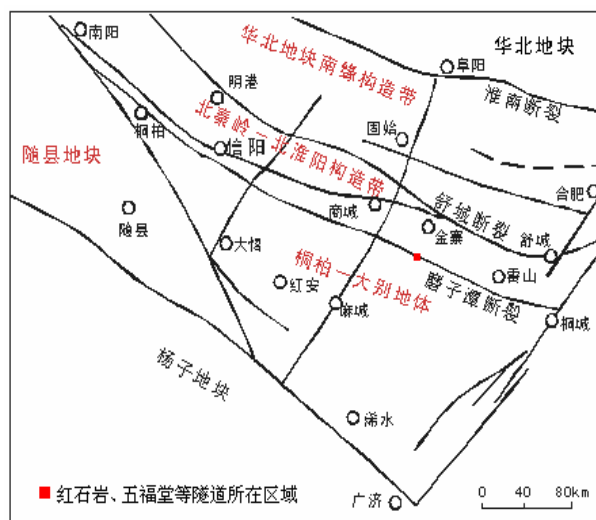 南阳
华北地块南缘构造带
华北地块
阜阳
淮南断裂
明港
桐柏
北秦岭－北淮阳构造带
固始
信阳
随县地块
合肥
随县
商城
舒城断裂
金寨
舒城
大悟
桐柏－大别地体
霍山
红安
磨子潭断裂
麻城
桐城
杨子地块
浠水
红石岩、五福堂等隧道所在区域
广济
0 40 80km